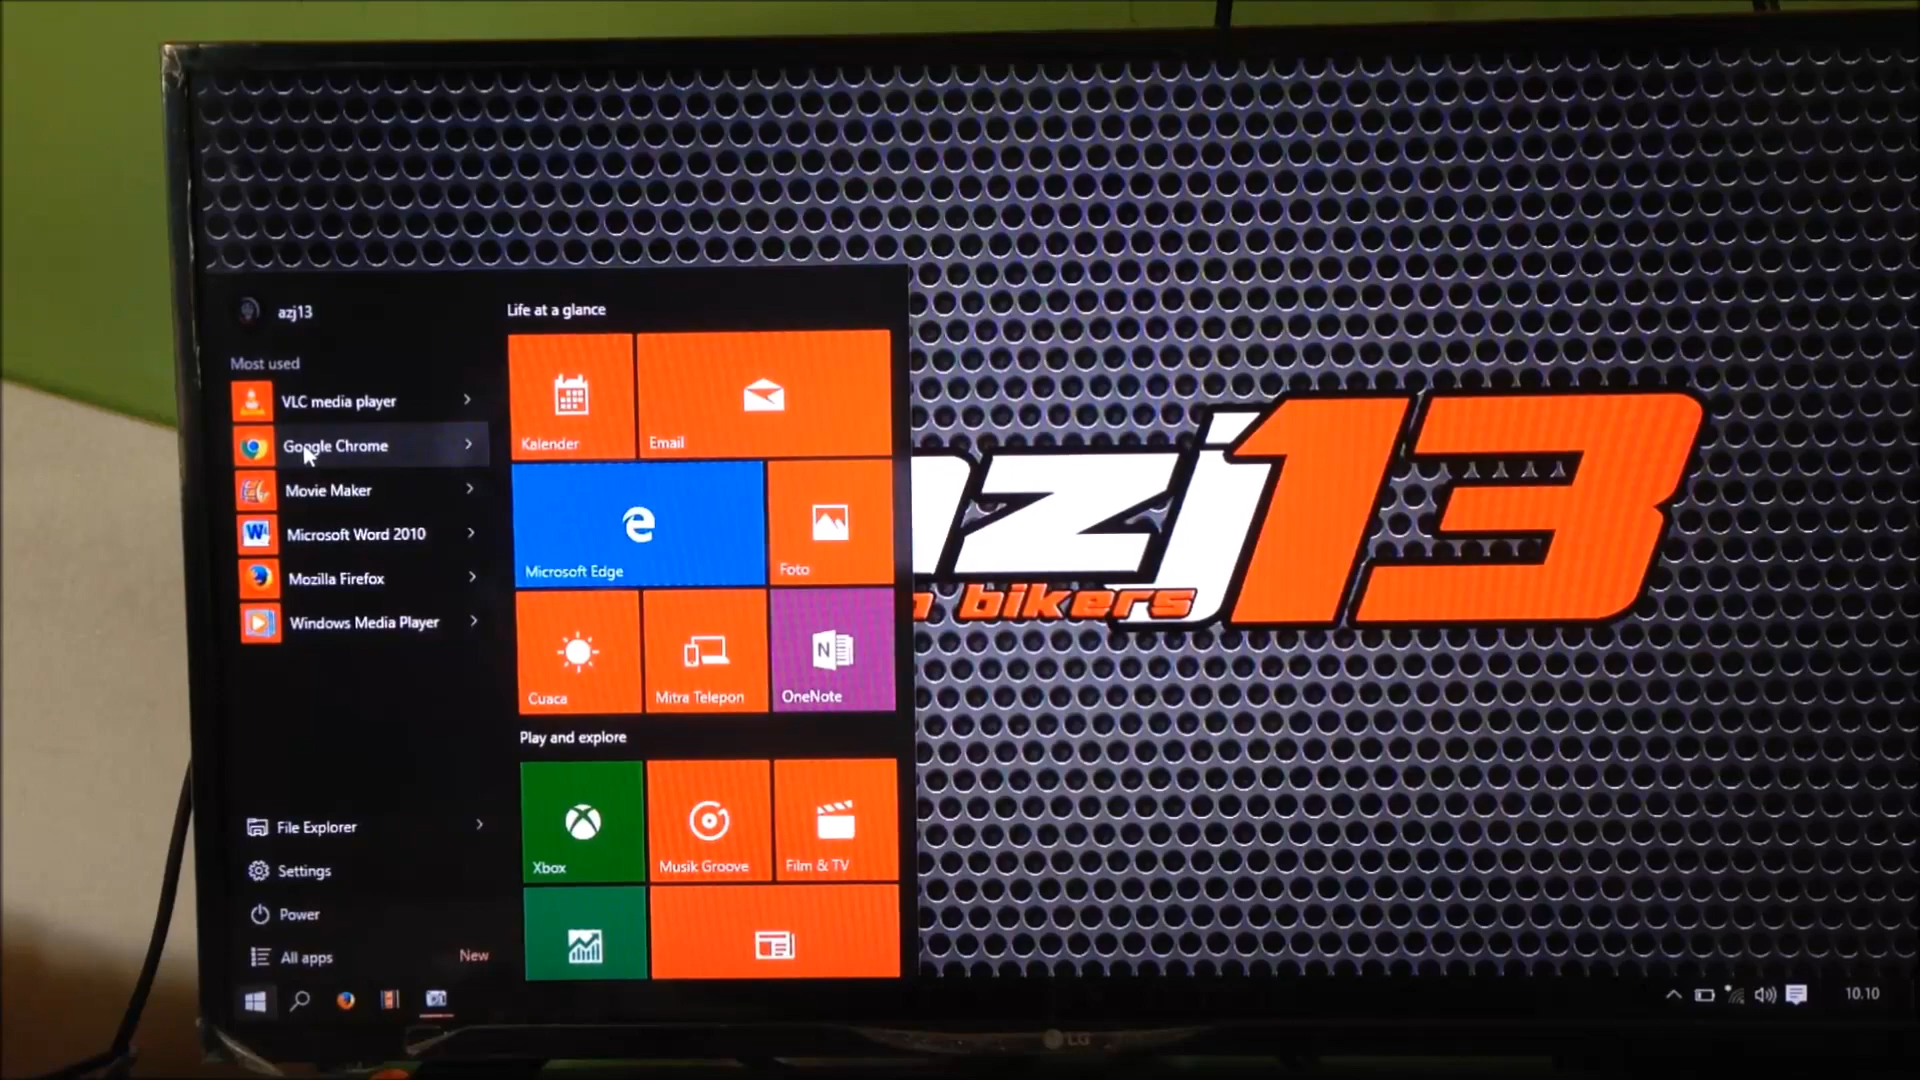 azj13
Most used
VLC media player
Google Chrome
Movie Maker
Microsoft Word 2010
Mozilla Firefox
Windows Media Player
File Explorer
Settings
Power
All apps
New
Life at a glance
Kalender
Email
Microsoft Edge
Foto
Cuaca
Mitra Telepon
OneNote
Play and explore
Xbox
Musik Groove
Film & TV
zj13
bikers
10.10
LG